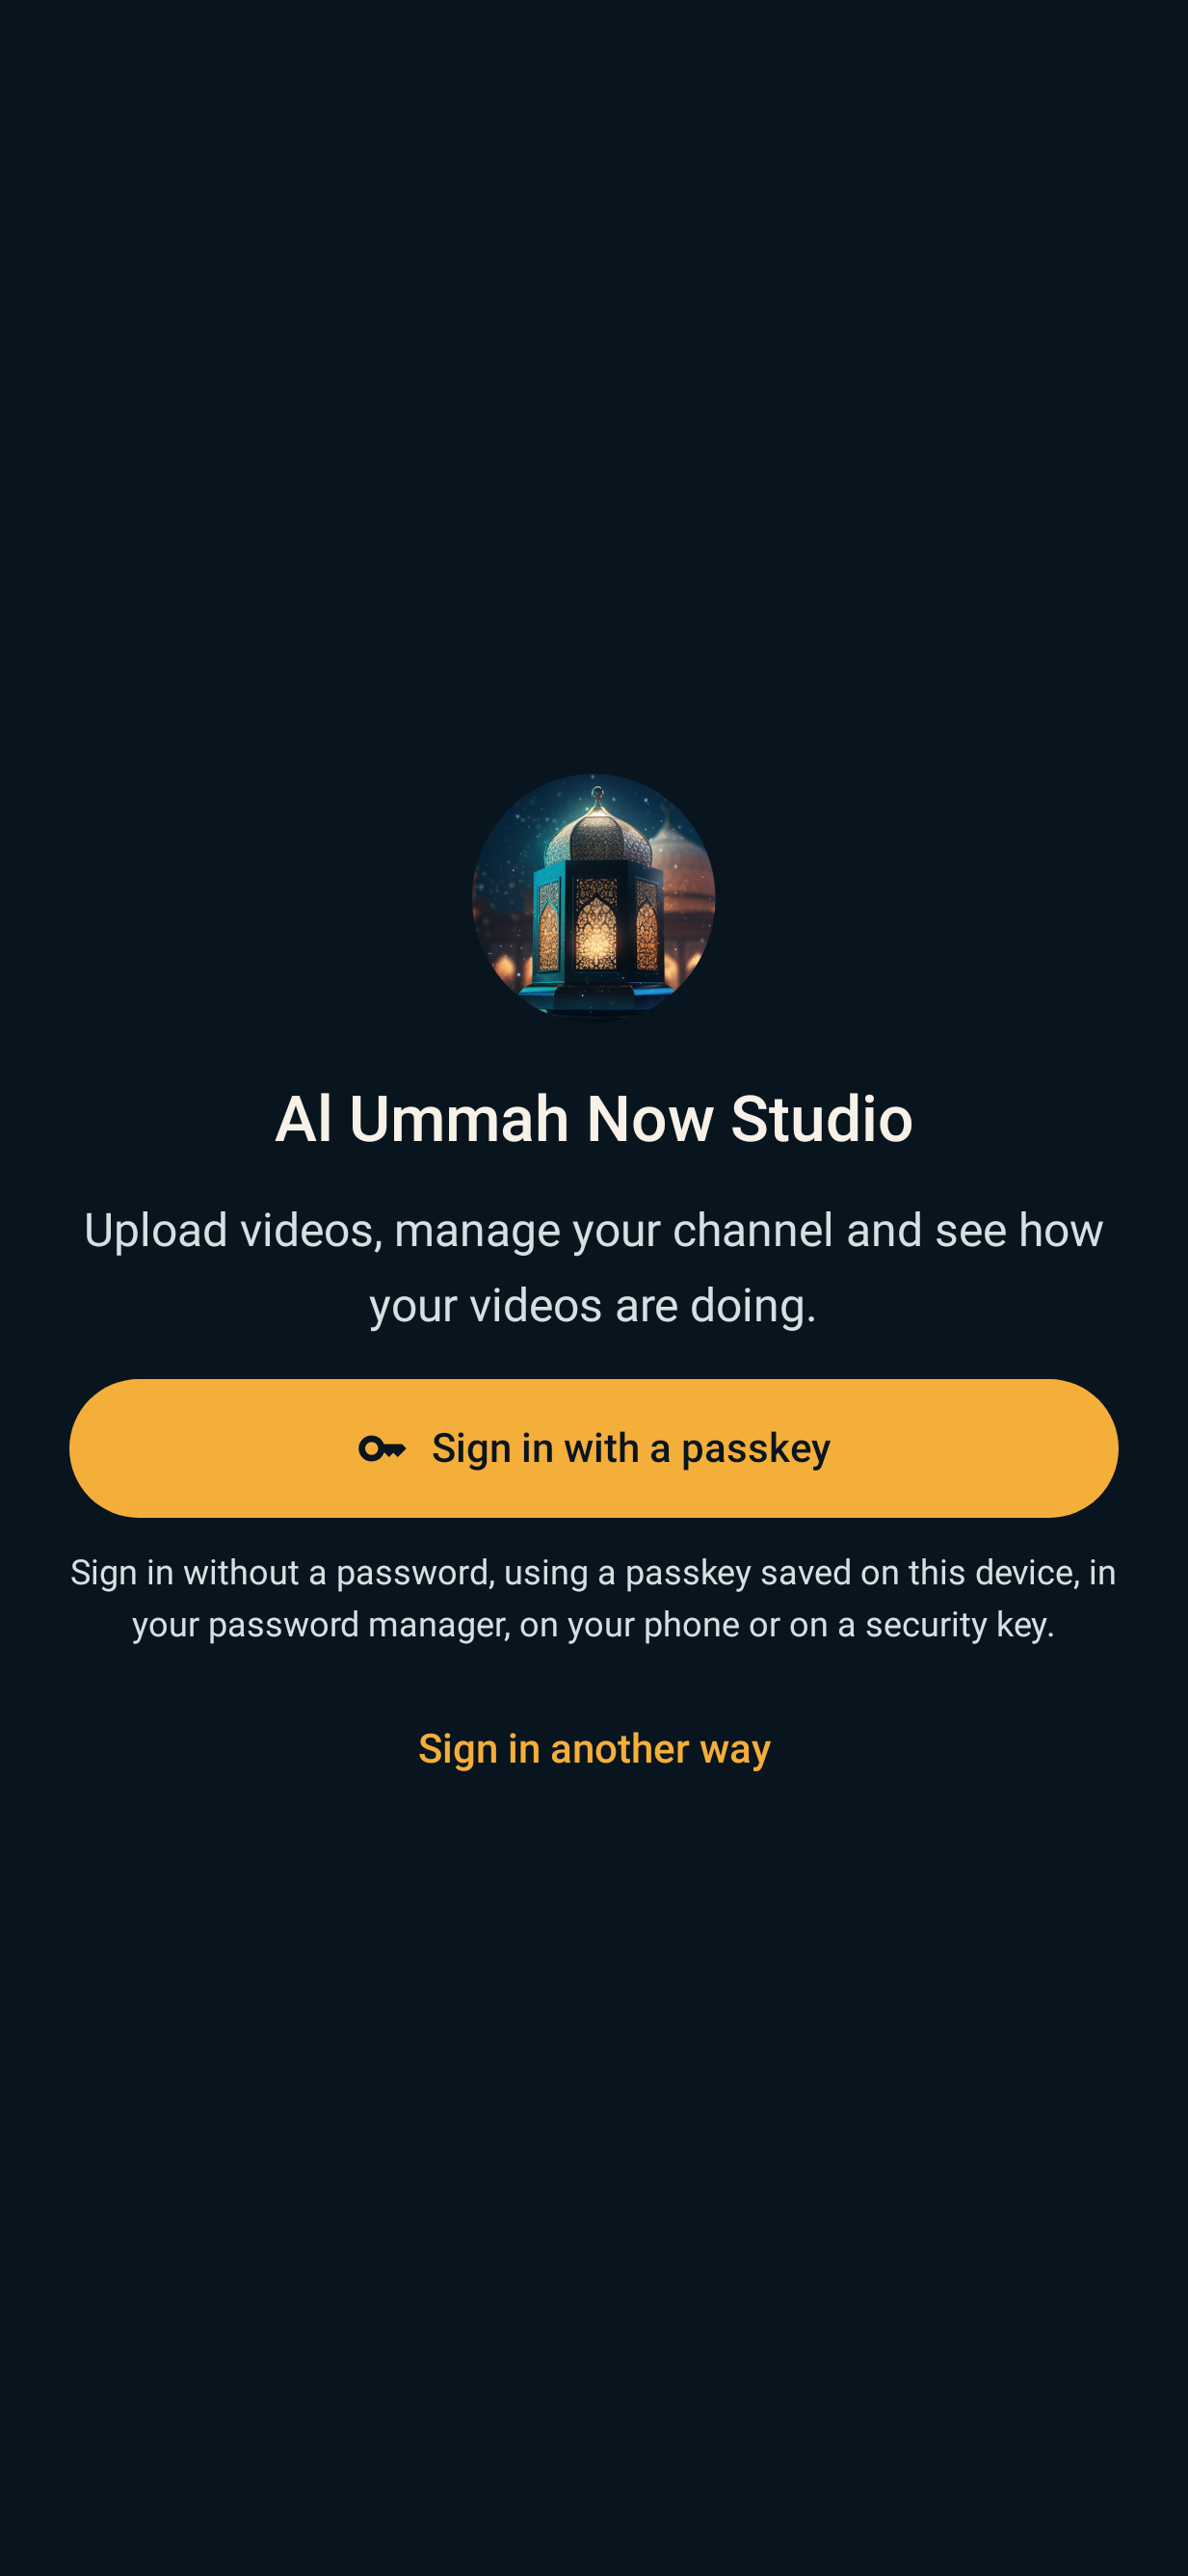 Al Ummah Now Studio
Upload videos, manage your channel and see how
your videos are doing.
Sign in with a passkey
Sign in without a password, using a passkey saved on this device, in
your password manager, on your phone or on a security key.
Sign in another way